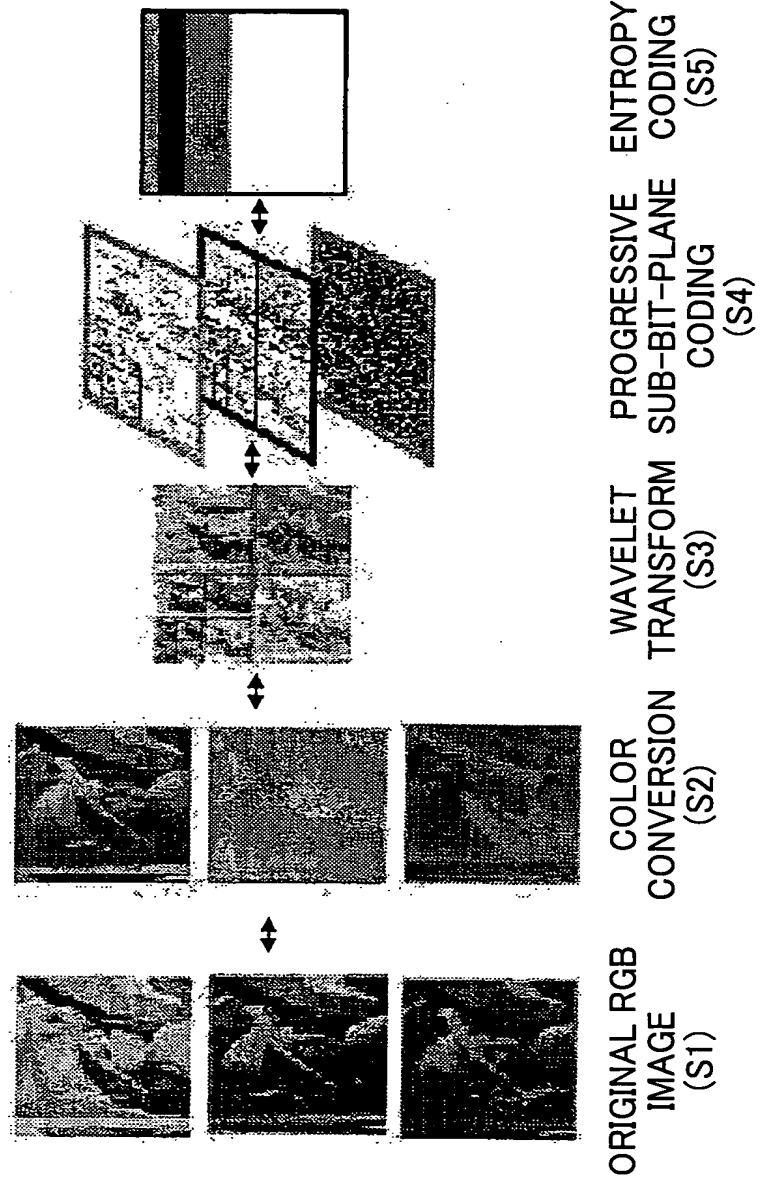 ORIGINAL RGB
IMAGE
(S1)
COLOR
CONVERSION
(S2)
WAVELET
TRANSFORM
(S3)
PROGRESSIVE
SUB-BIT-PLANE
CODING
(S4)
ENTROPY
CODING
(S5)